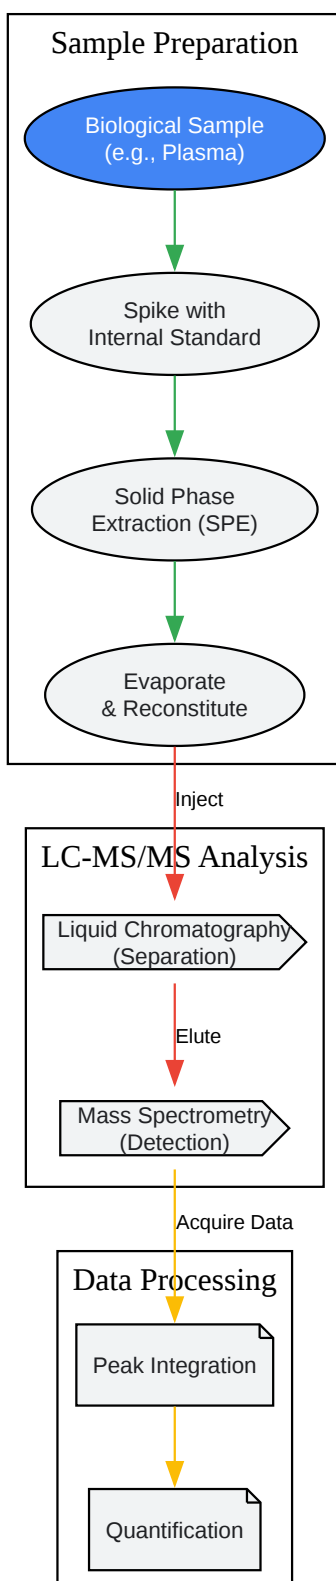 Sample Preparation
Biological Sample
(e.g., Plasma)
Spike with
Internal Standard
Solid Phase
Extraction (SPE)
Evaporate
& Reconstitute
Inject
LC-MS/MS Analysis
Liquid Chromatography
(Separation)
Elute
Mass Spectrometry
(Detection)
Acquire Data
Data Processing
Peak Integration
Quantification